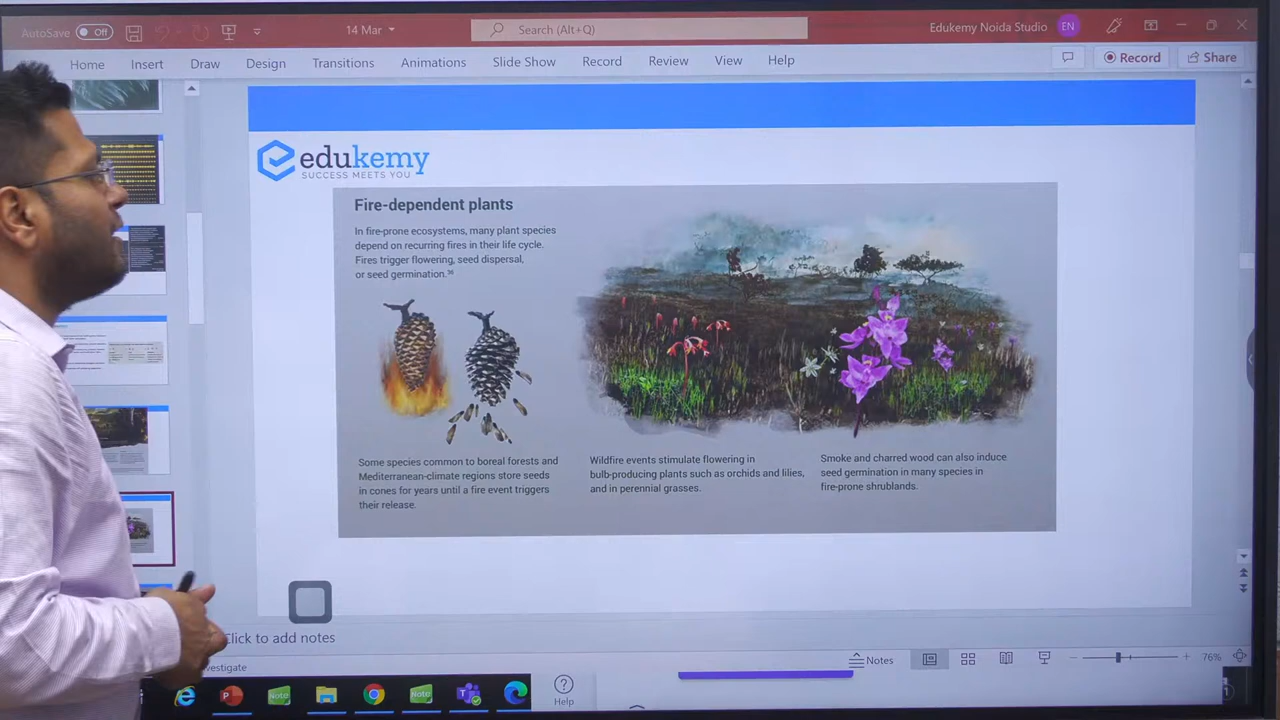 AutoSave Off
14 Mar
Search (Alt+Q)
Edukemy Noida Studio EN
Home Insert Draw Design Transitions Animations Slide Show Record Review View Help
Record Share
edukemy
SUCCESS MEETS YOU
Fire-dependent plants
In fire-prone ecosystems, many plant species
depend on recurring fires in their life cycle.
Fires trigger flowering, seed dispersal,
or seed germination.
Some species common to boreal forests and
Mediterranean-climate regions store seeds
in cones for years until a fire event triggers
their release.
Wildfire events stimulate flowering in
bulb-producing plants such as orchids and lilies,
and in perennial grasses.
Smoke and charred wood can also induce
seed germination in many species in
fire-prone shrublands.
Click to add notes
vestigate
Notes
76%
Note
Note
Help